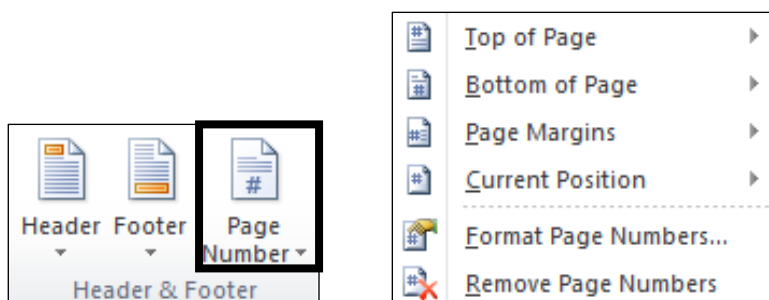 Header Footer Page
Number
Header & Footer
Top of Page
Bottom of Page
Page Margins
Current Position
Format Page Numbers...
Remove Page Numbers